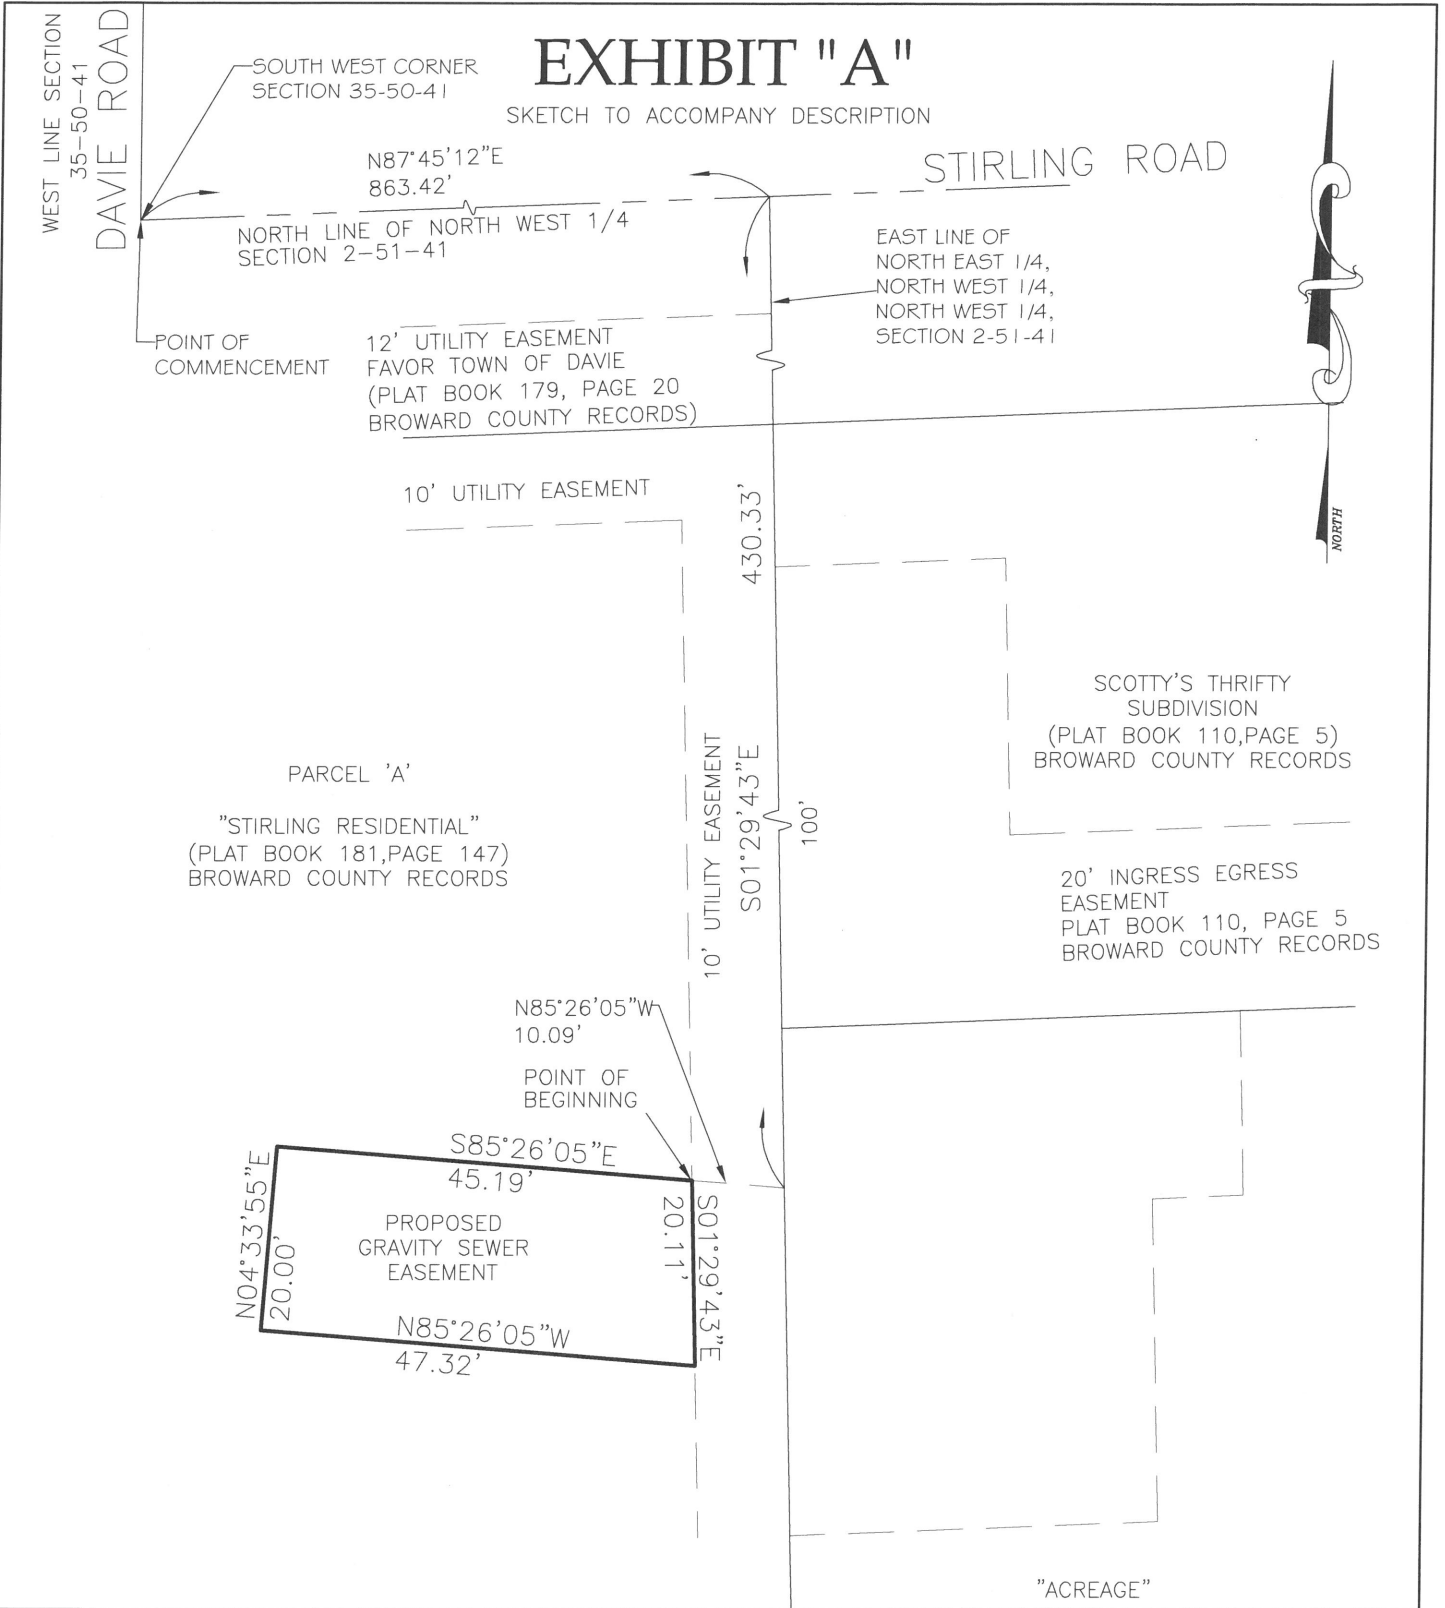 EXHIBIT "A"
SKETCH TO ACCOMPANY DESCRIPTION
WEST LINE SECTION
35-50-41
DAVIE ROAD
SOUTH WEST CORNER
SECTION 35-50-41
N87°45'12"E
863.42'
STIRLING ROAD
NORTH LINE OF NORTH WEST 1/4
SECTION 2-51-41
EAST LINE OF
NORTH EAST 1/4,
NORTH WEST 1/4,
NORTH WEST 1/4,
SECTION 2-51-41
POINT OF
COMMENCEMENT
12' UTILITY EASEMENT
FAVOR TOWN OF DAVIE
(PLAT BOOK 179, PAGE 20
BROWARD COUNTY RECORDS)
10' UTILITY EASEMENT
430.33'
NORTH
SCOTTY'S THRIFTY
SUBDIVISION
(PLAT BOOK 110,PAGE 5)
BROWARD COUNTY RECORDS
PARCEL 'A'
"STIRLING RESIDENTIAL"
(PLAT BOOK 181,PAGE 147)
BROWARD COUNTY RECORDS
10' UTILITY EASEMENT
S01°29'43"E
100'
20' INGRESS EGRESS
EASEMENT
PLAT BOOK 110, PAGE 5
BROWARD COUNTY RECORDS
N85°26'05"W
10.09'
POINT OF
BEGINNING
S85°26'05"E
45.19'
N04°33'55"E
20.00'
PROPOSED
GRAVITY SEWER
EASEMENT
20.11'
S01°29'43"E
N85°26'05"W
47.32'
"ACREAGE"